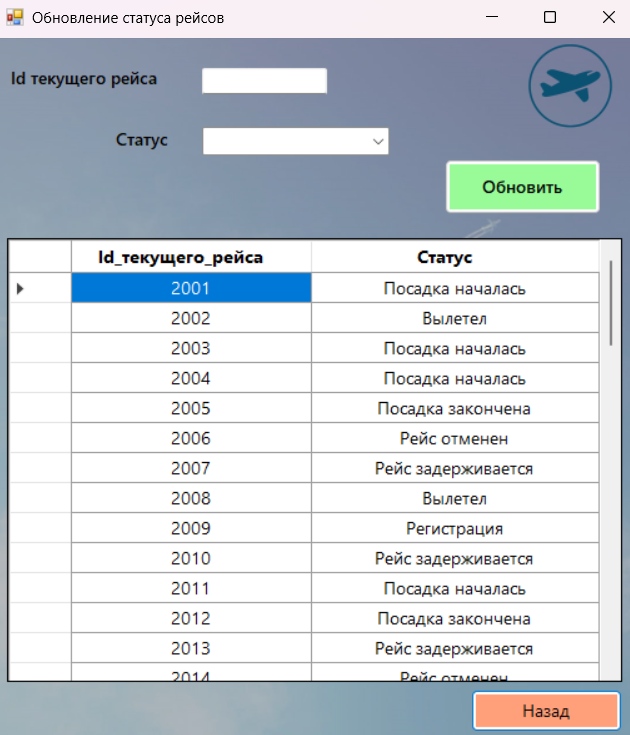 Обновление статуса рейсов
Id текущего рейса
Статус
Обновить
Id_текущего_рейса Статус
2001 Посадка началась
2002 Вылетел
2003 Посадка началась
2004 Посадка началась
2005 Посадка закончена
2006 Рейс отменен
2007 Рейс задерживается
2008 Вылетел
2009 Регистрация
2010 Рейс задерживается
2011 Посадка началась
2012 Посадка закончена
2013 Рейс задерживается
2014 Рейс отменен
Назад